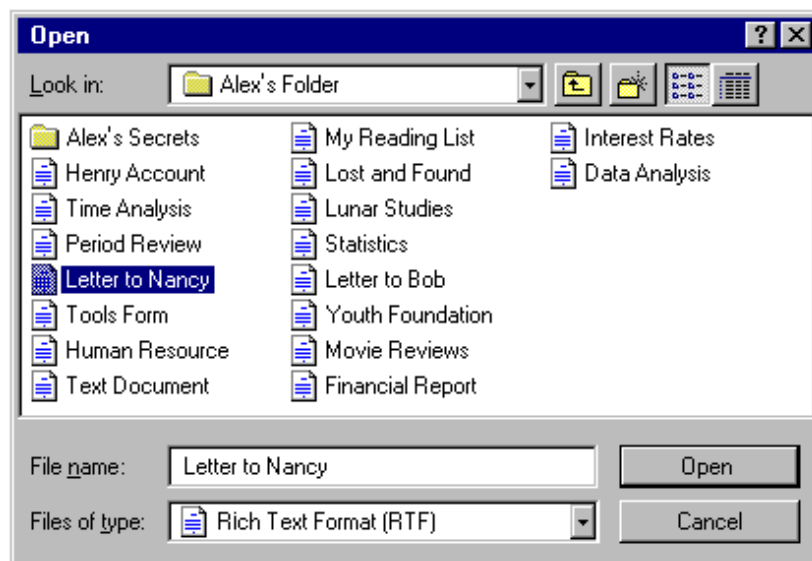 Open
Look in: Alex's Folder
Alex's Secrets
Henry Account
Time Analysis
Period Review
Letter to Nancy
Tools Form
Human Resource
Text Document
My Reading List
Lost and Found
Lunar Studies
Statistics
Letter to Bob
Youth Foundation
Movie Reviews
Financial Report
Interest Rates
Data Analysis
File name: Letter to Nancy
Open
Files of type: Rich Text Format (RTF)
Cancel